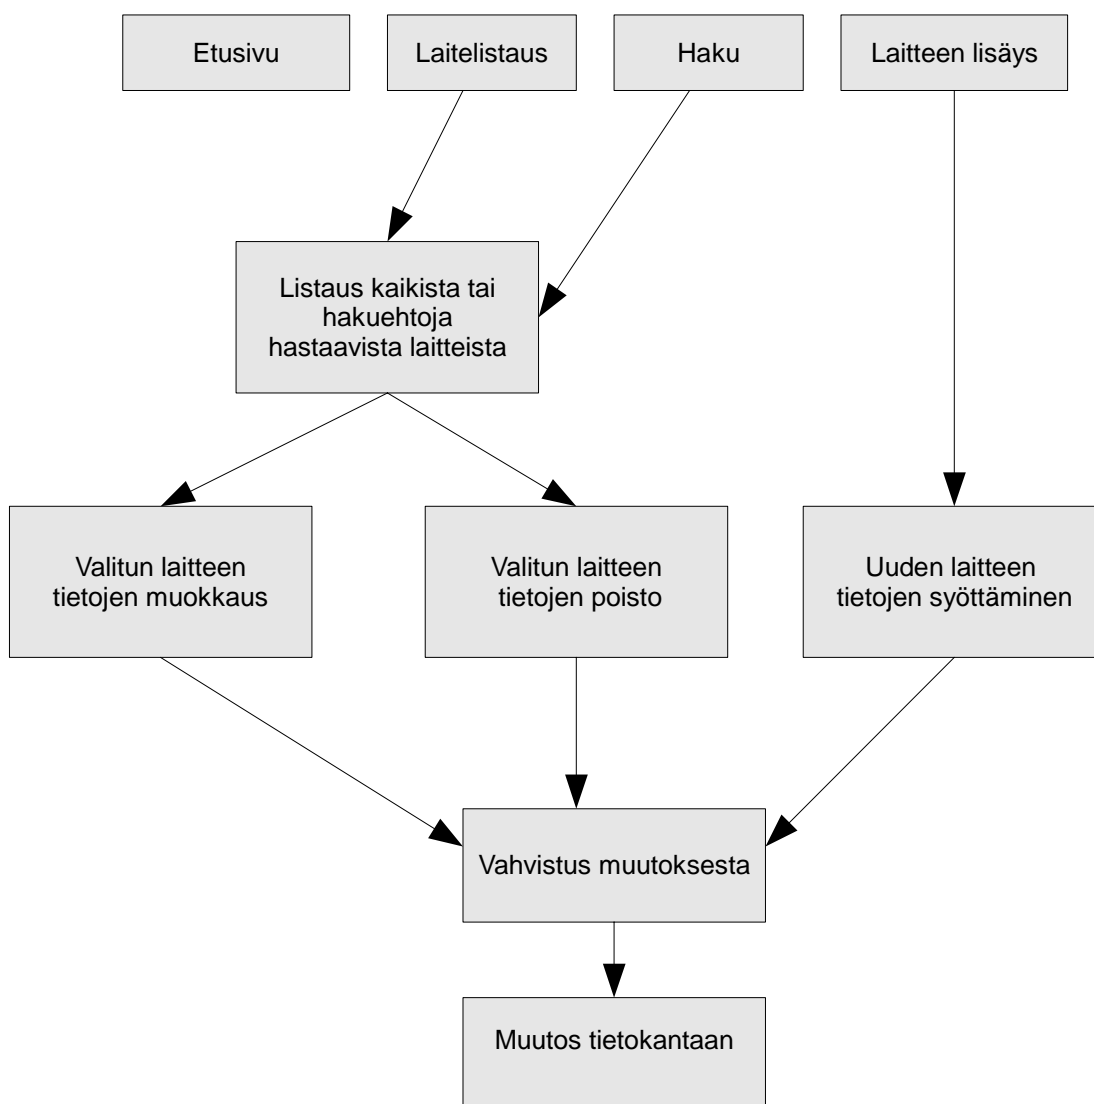 Etusivu
Laitelistaus
Haku
Laitteen lisäys
Listaus kaikista tai
hakuehtoja
hastaavista laitteista
Valitun laitteen
tietojen muokkaus
Valitun laitteen
tietojen poisto
Uuden laitteen
tietojen syöttäminen
Vahvistus muutoksesta
Muutos tietokantaan